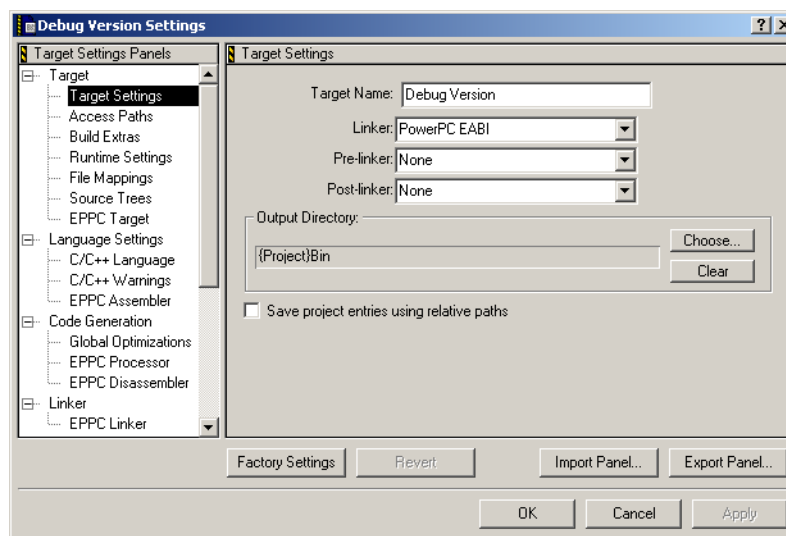 Debug Version Settings
Target Settings Panels
Target
Target Settings
Access Paths
Build Extras
Runtime Settings
File Mappings
Source Trees
EPPC Target
Language Settings
C/C++ Language
C/C++ Warnings
EPPC Assembler
Code Generation
Global Optimizations
EPPC Processor
EPPC Disassembler
Linker
EPPC Linker
Target Settings
Target Name: Debug Version
Linker: PowerPC EABI
Pre-linker: None
Post-linker: None
Output Directory:
{Project}Bin
Choose...
Clear
Save project entries using relative paths
Factory Settings Revert Import Panel... Export Panel...
OK Cancel Apply